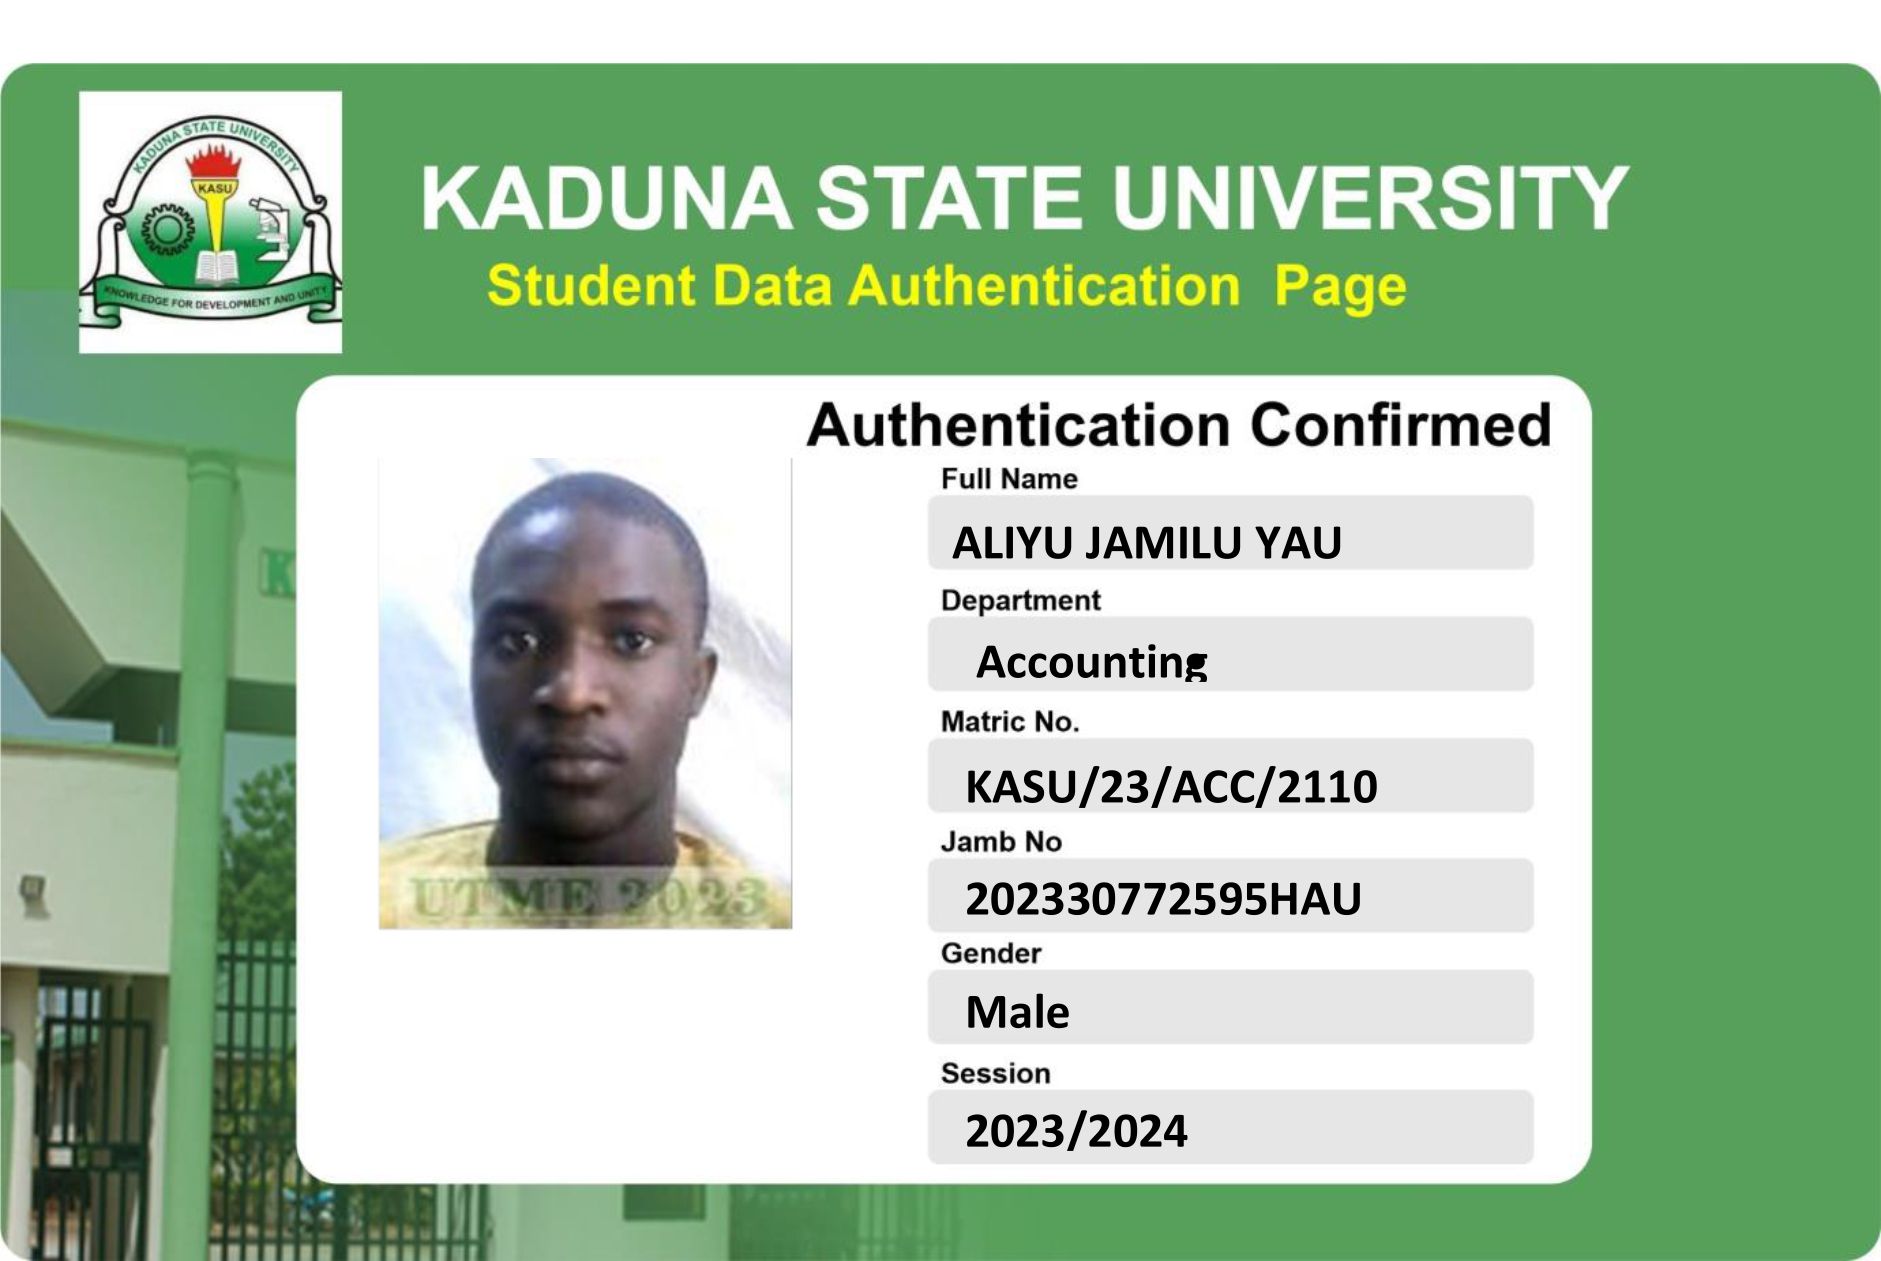 KADUNA STATE UNIVERSITY
KASU
KNOWLEDGE FOR DEVELOPMENT AND UNITY
KADUNA STATE UNIVERSITY
Student Data Authentication Page
Authentication Confirmed
Full Name
ALIYU JAMILU YAU
Department
Accounting
Matric No.
KASU/23/ACC/2110
Jamb No
202330772595HAU
Gender
Male
Session
2023/2024
UTME 2023
K